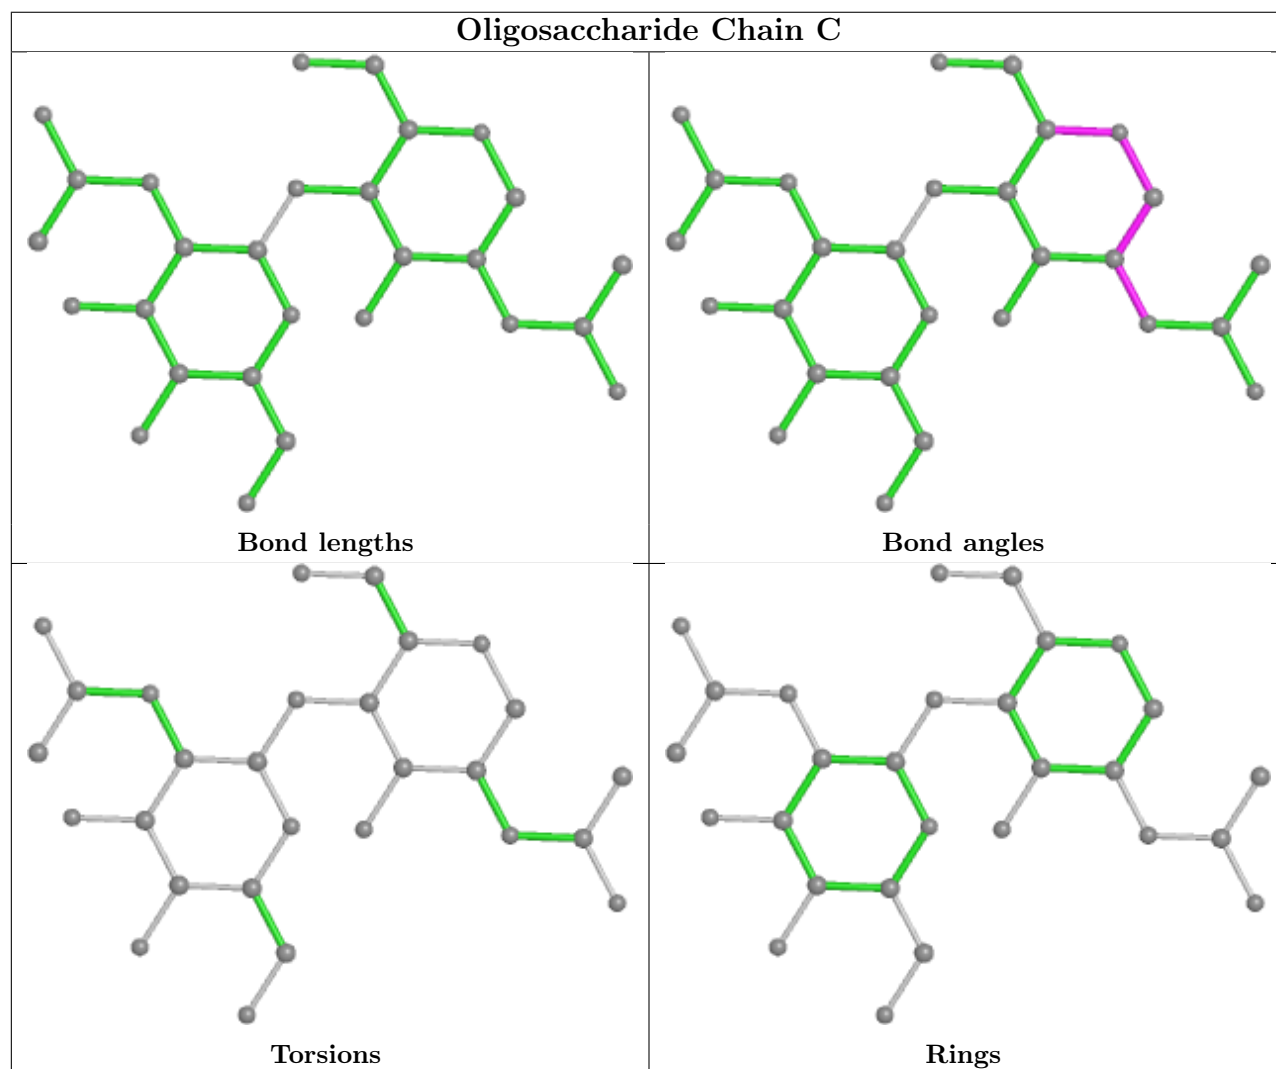 Oligosaccharide Chain C
Bond lengths
Bond angles
Torsions
Rings